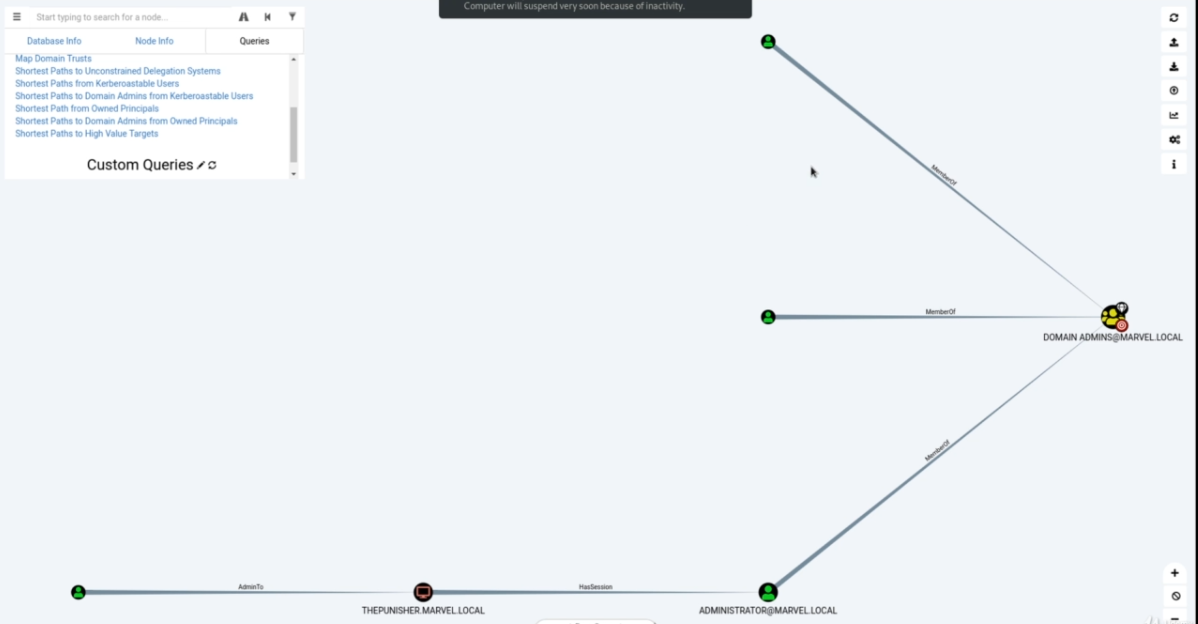 Computer will suspend very soon because of inactivity.
Start typing to search for a node...
Database Info
Node Info
Queries
Map Domain Trusts
Shortest Paths to Unconstrained Delegation Systems
Shortest Paths from Kerberoastable Users
Shortest Paths to Domain Admins from Kerberoastable Users
Shortest Path from Owned Principals
Shortest Paths to Domain Admins from Owned Principals
Shortest Paths to High Value Targets
Custom Queries
MemberOf
MemberOf
DOMAIN ADMINS@MARVEL.LOCAL
MemberOf
AdminTo
HasSession
THEPUNISHER.MARVEL.LOCAL
ADMINISTRATOR@MARVEL.LOCAL